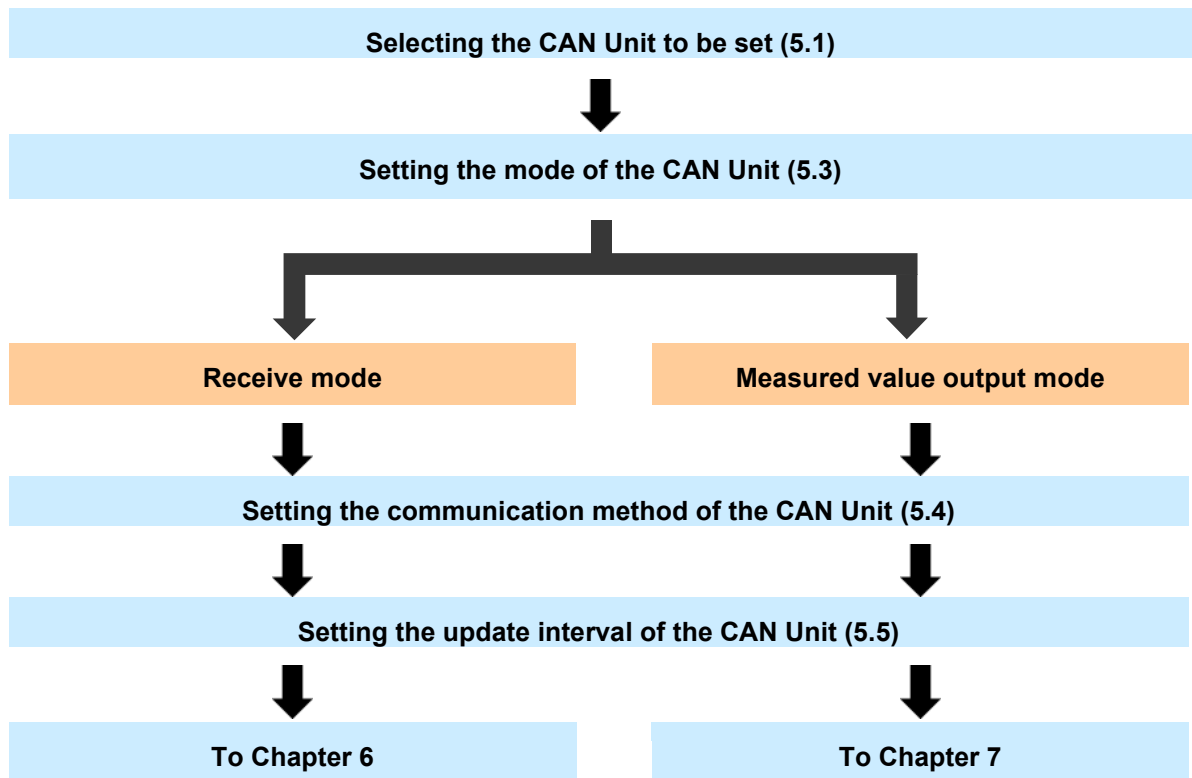 Selecting the CAN Unit to be set (5.1)
Setting the mode of the CAN Unit (5.3)
Receive mode
Measured value output mode
Setting the communication method of the CAN Unit (5.4)
Setting the update interval of the CAN Unit (5.5)
To Chapter 6
To Chapter 7